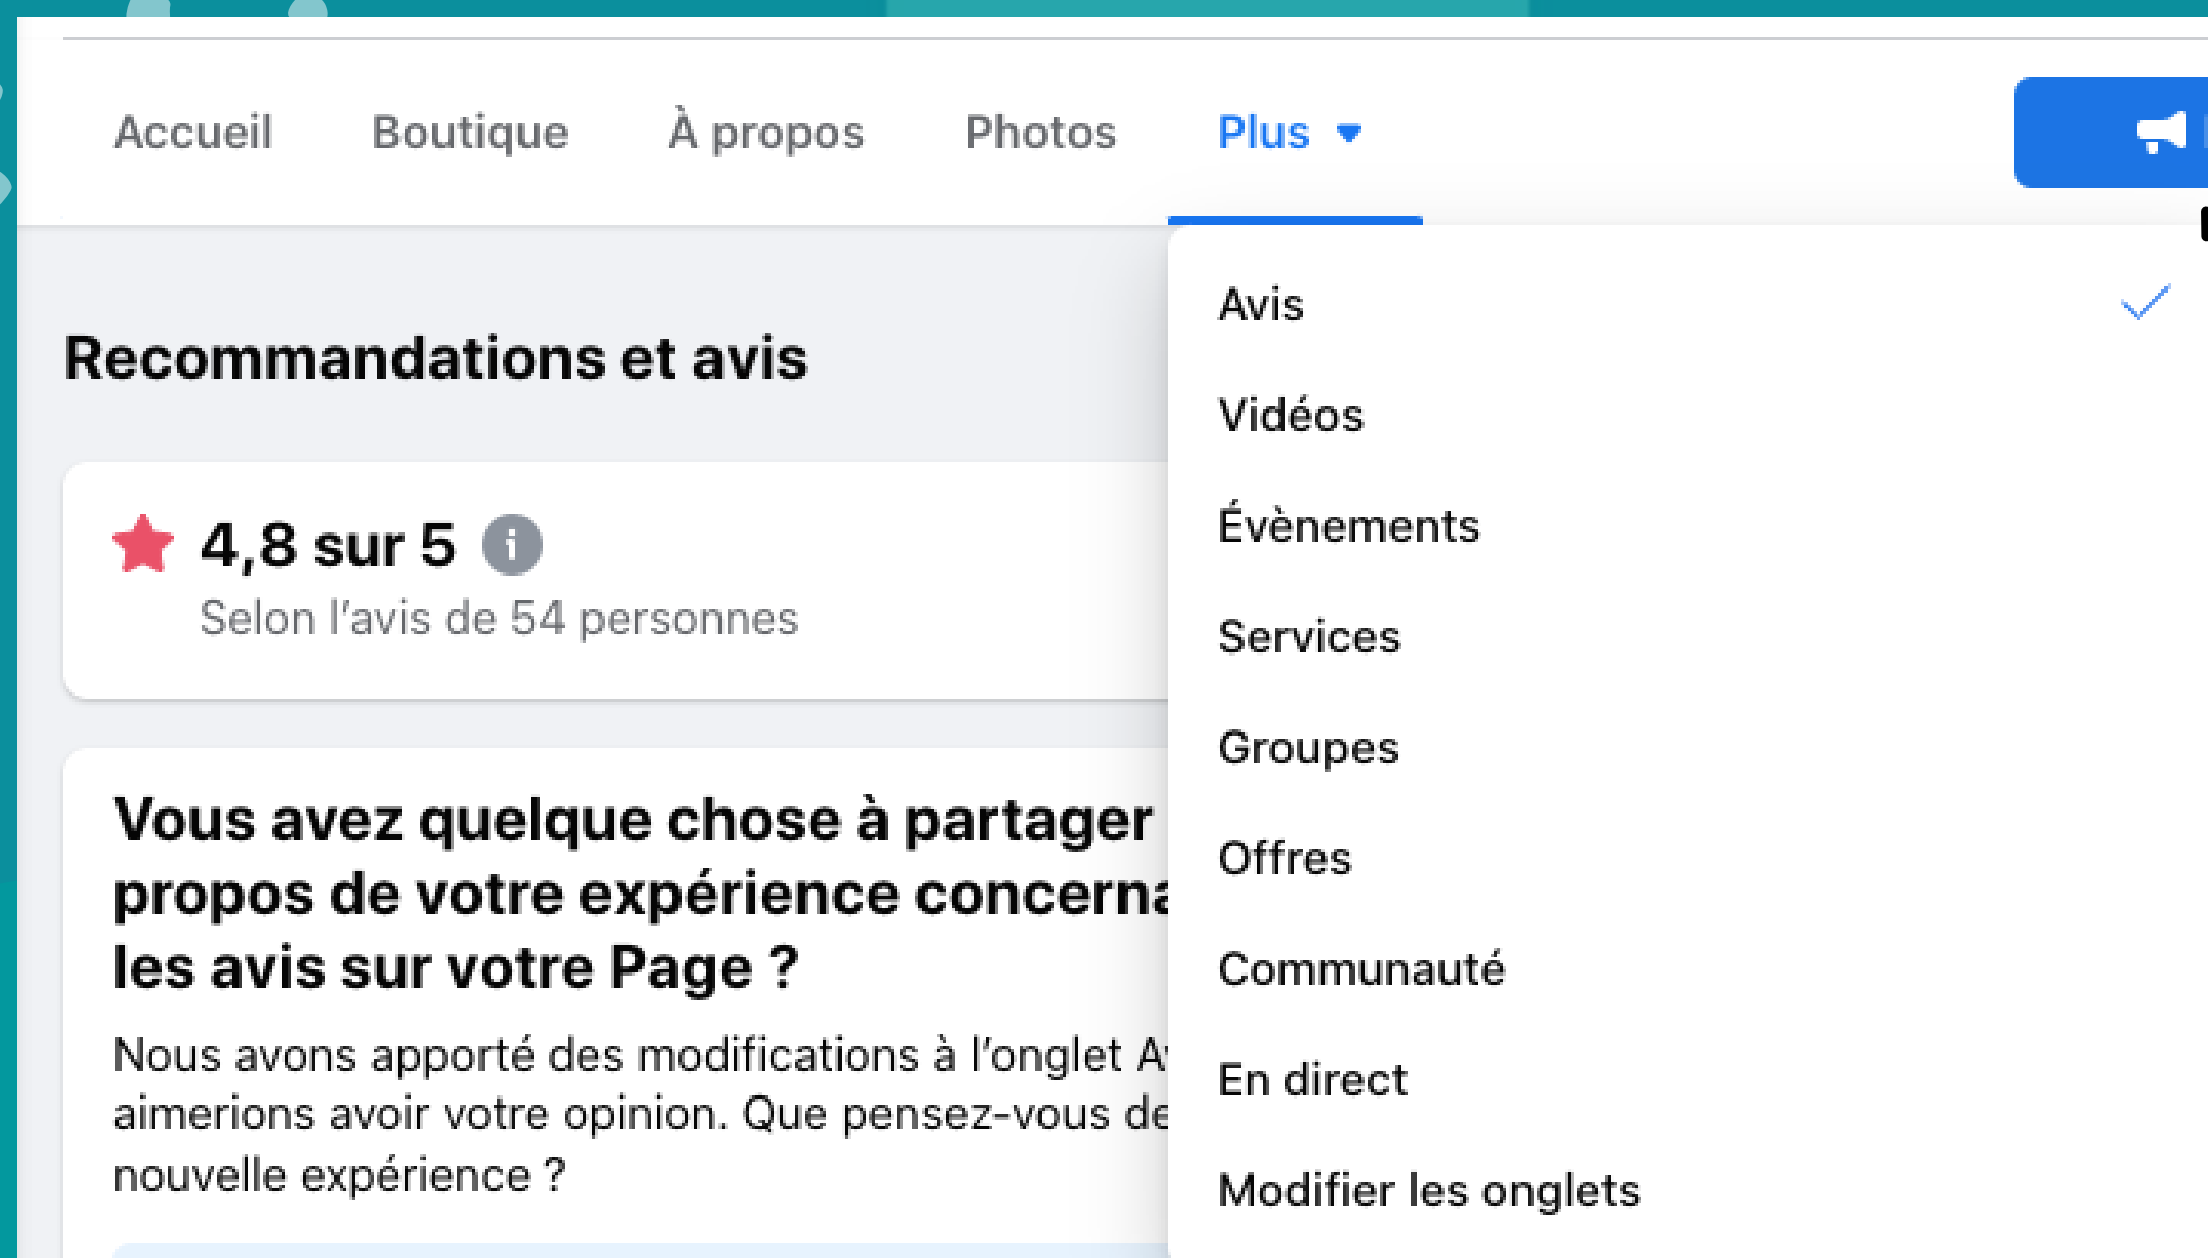 Accueil Boutique À propos Photos Plus
Recommandations et avis
4,8 sur 5
Selon l'avis de 54 personnes
Vous avez quelque chose à partager
propos de votre expérience
les avis sur votre Page ?
Nous avons apporté des modifications à l'onglet
aimerions avoir votre opinion. Que pensez-vous
nouvelle expérience ?
Avis
Vidéos
Évènements
Services
Groupes
Offres
Communauté
En direct
Modifier les onglets